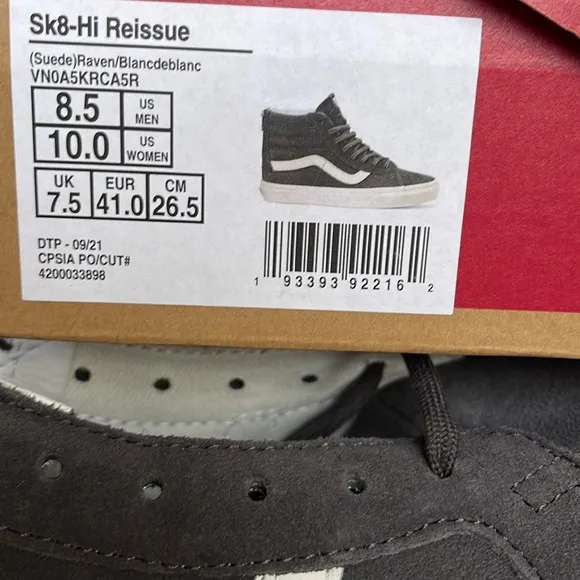 Sk8-Hi Reissue
(Suede)Raven/Blancdeblanc
VN0A5KRCA5R
8.5 US MEN
10.0 US WOMEN
UK 7.5 EUR 41.0 CM 26.5
DTP - 09/21
CPSIA PO/CUT#
4200033898
1 93393 92216 2